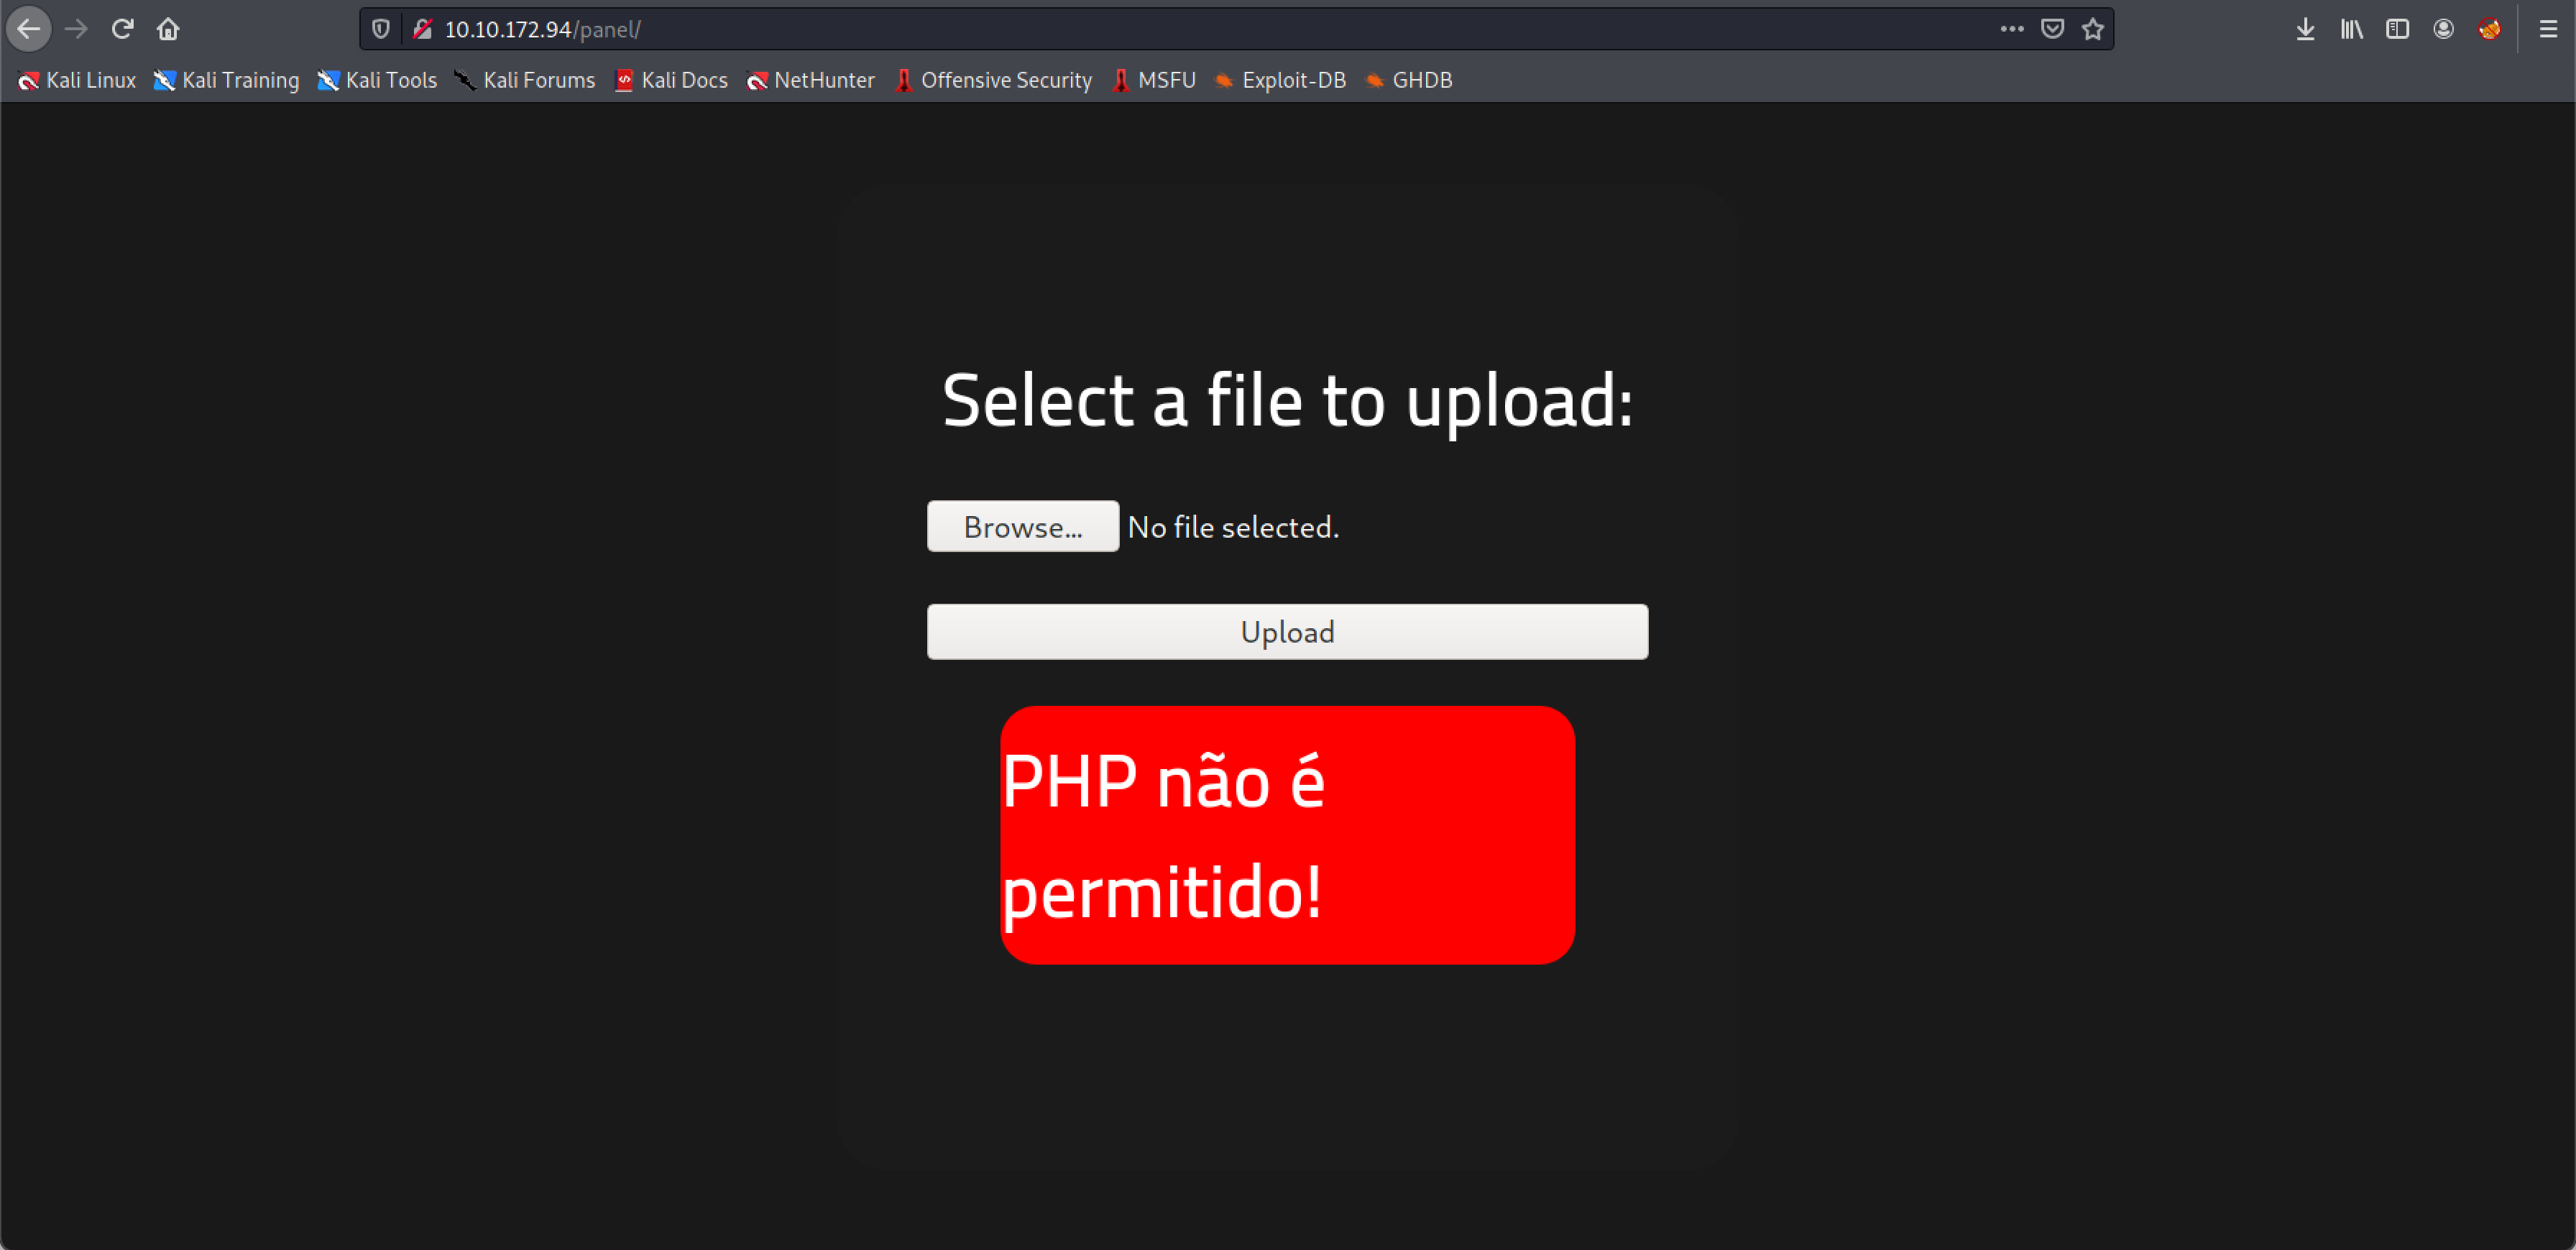 10.10.172.94/panel/
Kali Linux Kali Training Kali Tools Kali Forums Kali Docs NetHunter Offensive Security MSFU Exploit-DB GHDB
Select a file to upload:
Browse... No file selected.
Upload
PHP não é
permitido!